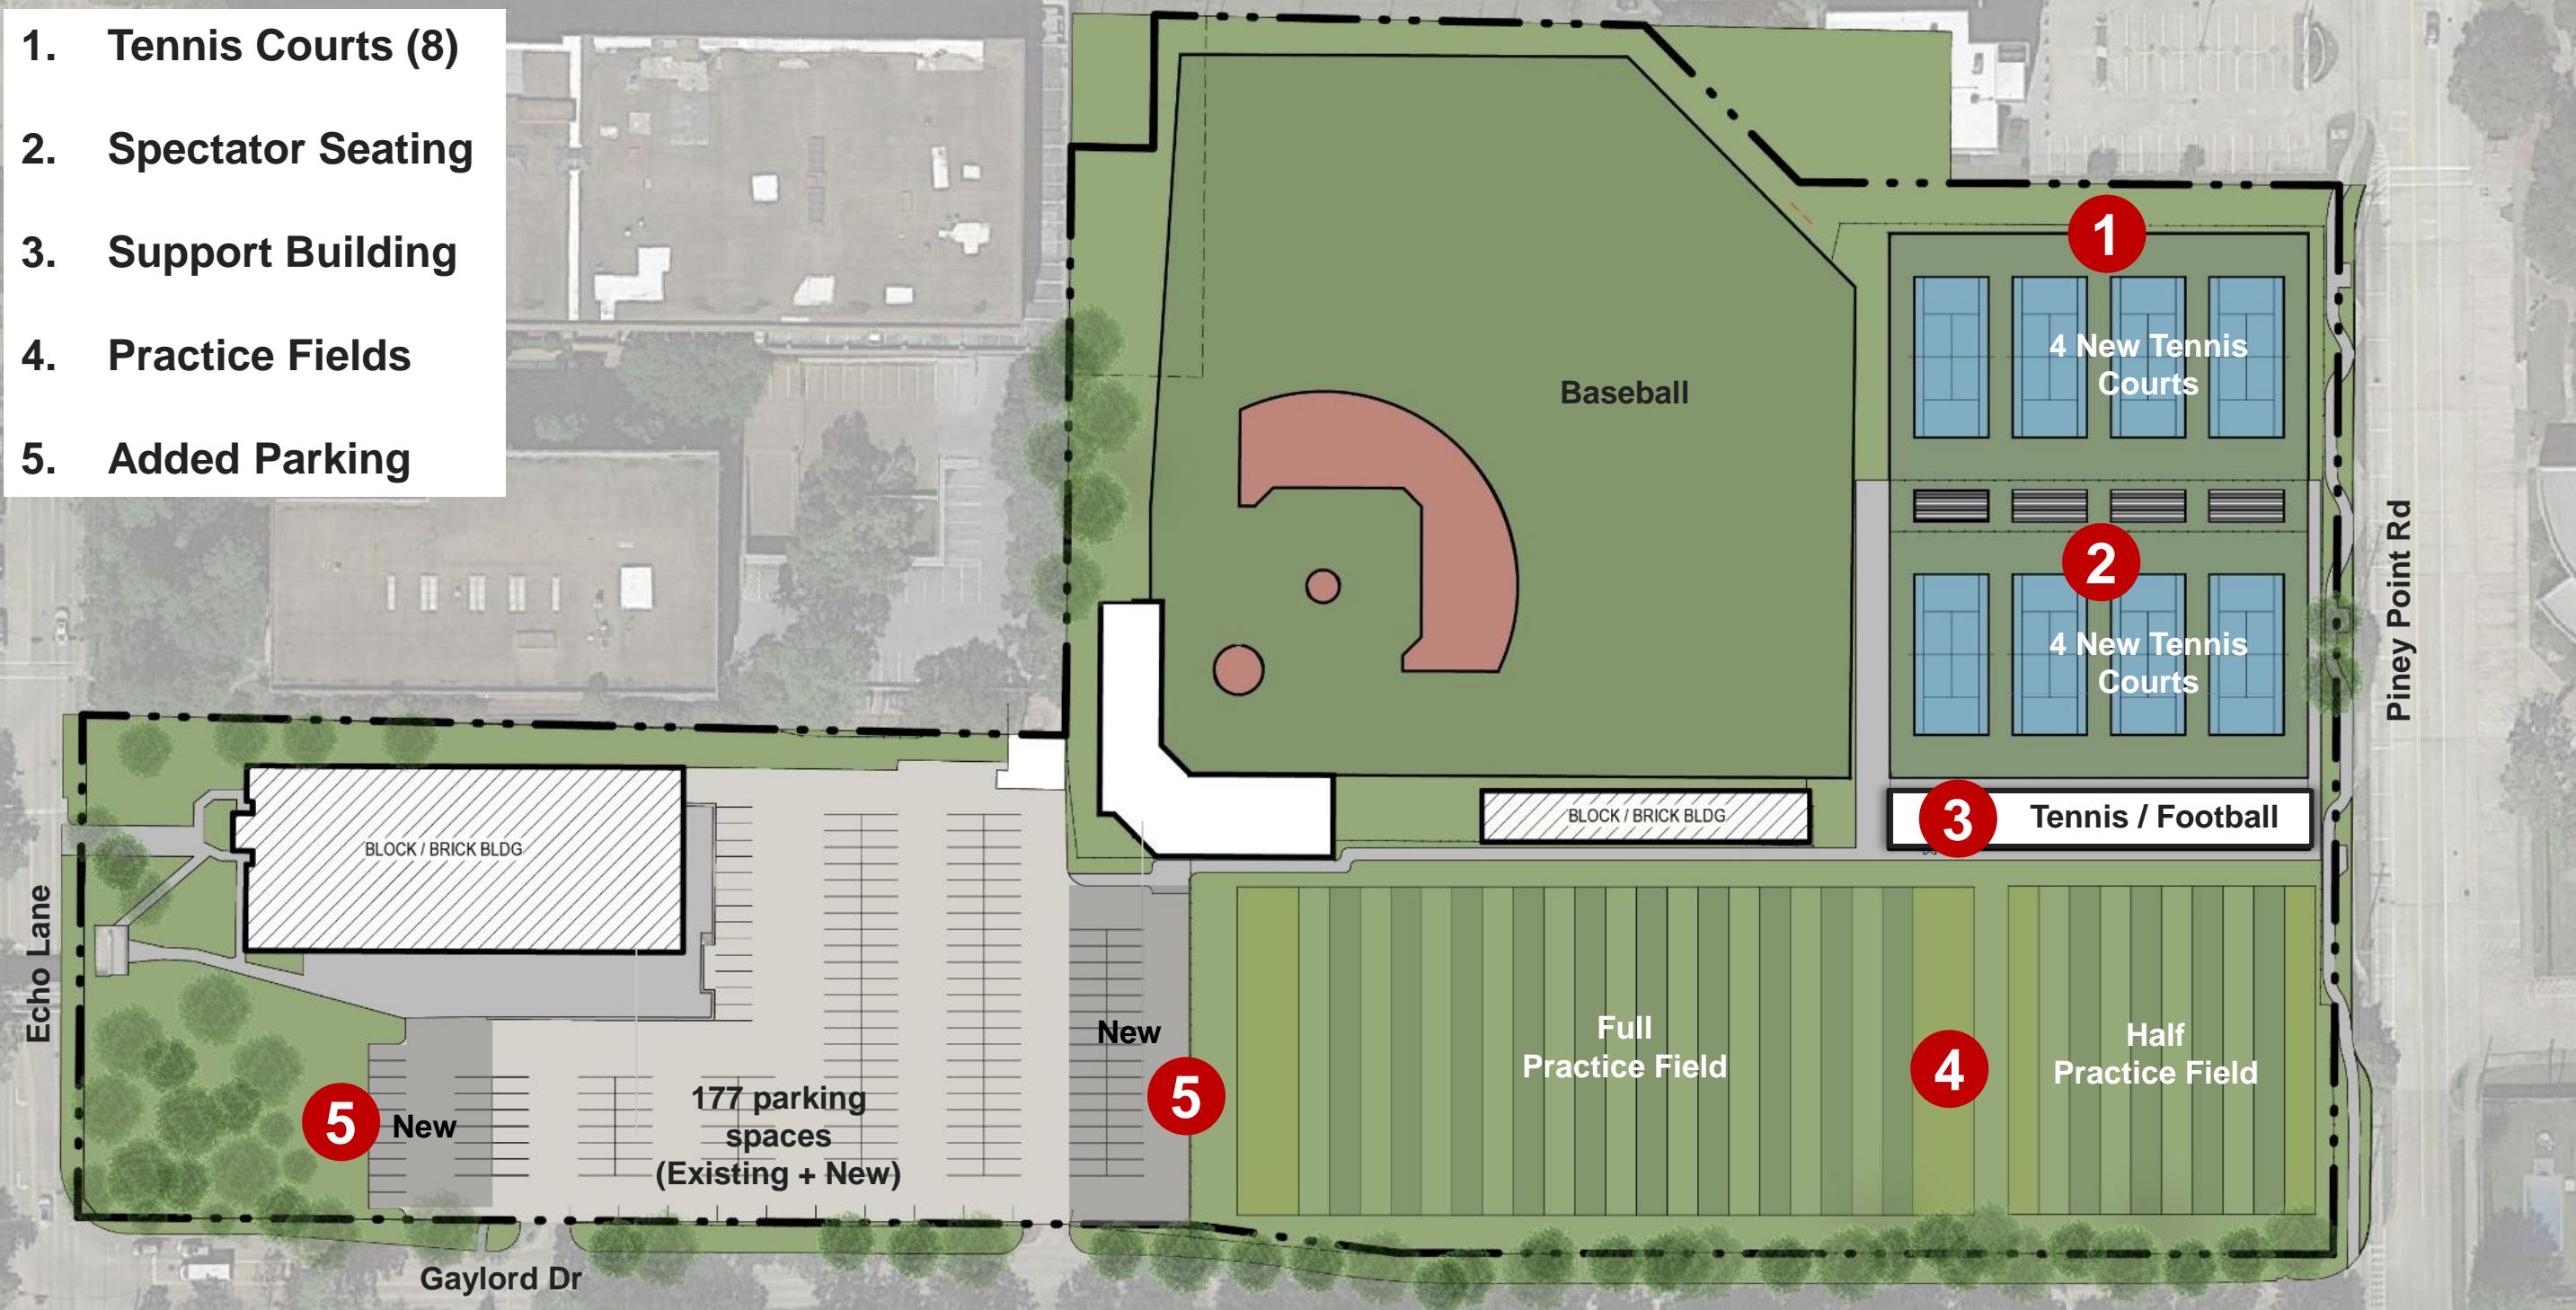 1. Tennis Courts (8)
2. Spectator Seating
3. Support Building
4. Practice Fields
5. Added Parking
1
4 New Tennis
Courts
Baseball
2
4 New Tennis
Courts
Piney Point Rd
3 Tennis / Football
BLOCK / BRICK BLDG
BLOCK / BRICK BLDG
Echo Lane
New
5
Full
Practice Field
4
Half
Practice Field
5 New
177 parking
spaces
(Existing + New)
Gaylord Dr